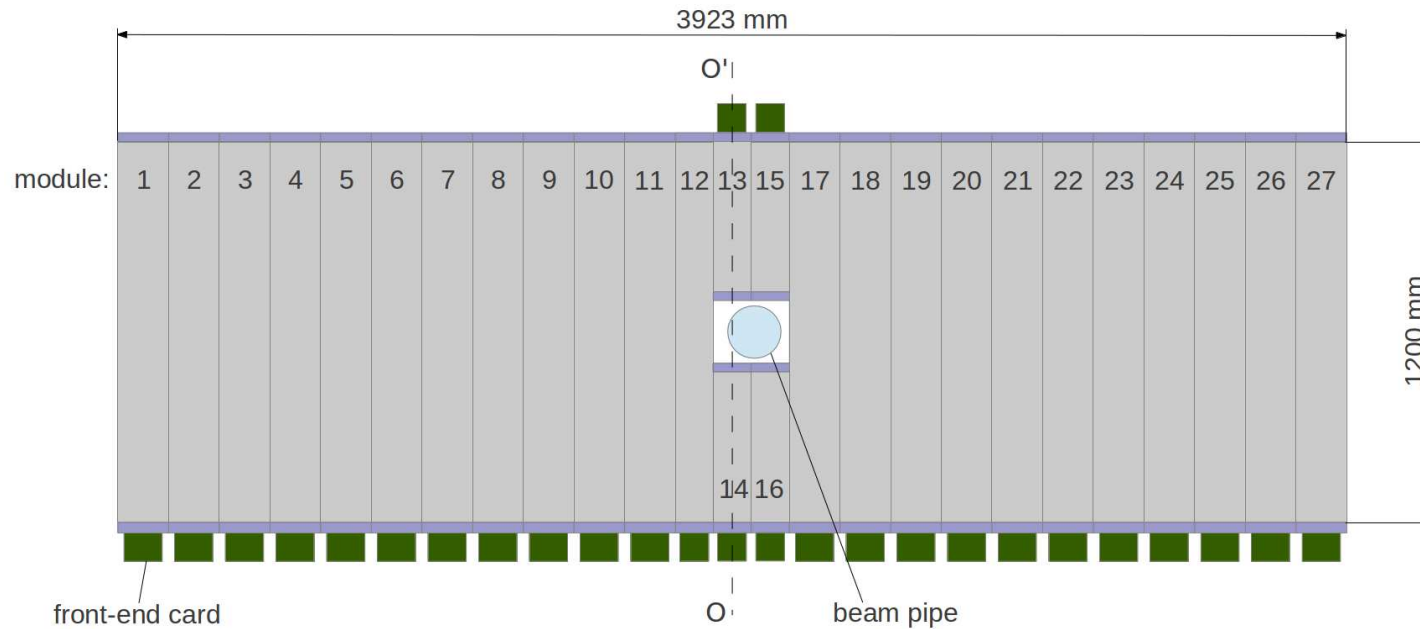 3923 mm
O'
module: 1 2 3 4 5 6 7 8 9 10 11 12 13 15 17 18 19 20 21 22 23 24 25 26 27
1200 mm
14 16
front-end card
O
beam pipe